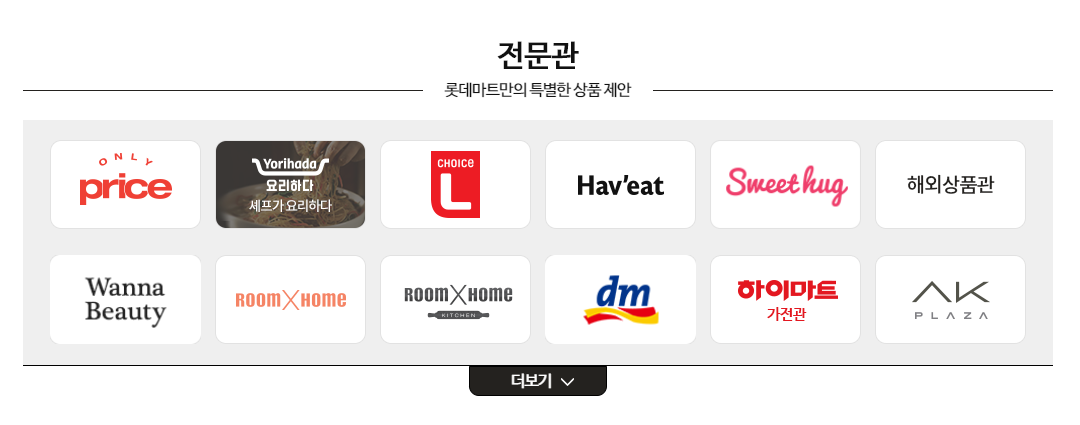 전문관
롯데마트만의 특별한 상품 제안
ONLY
price
Yorihada
요리하다
셰프가 요리하다
CHOICE
L
Hav'eat
Sweet hug
해외상품관
Wanna
Beauty
ROOM X HOME
ROOM X HOME
KITCHEN
dm
하이마트
가전관
AK
PLAZA
더보기